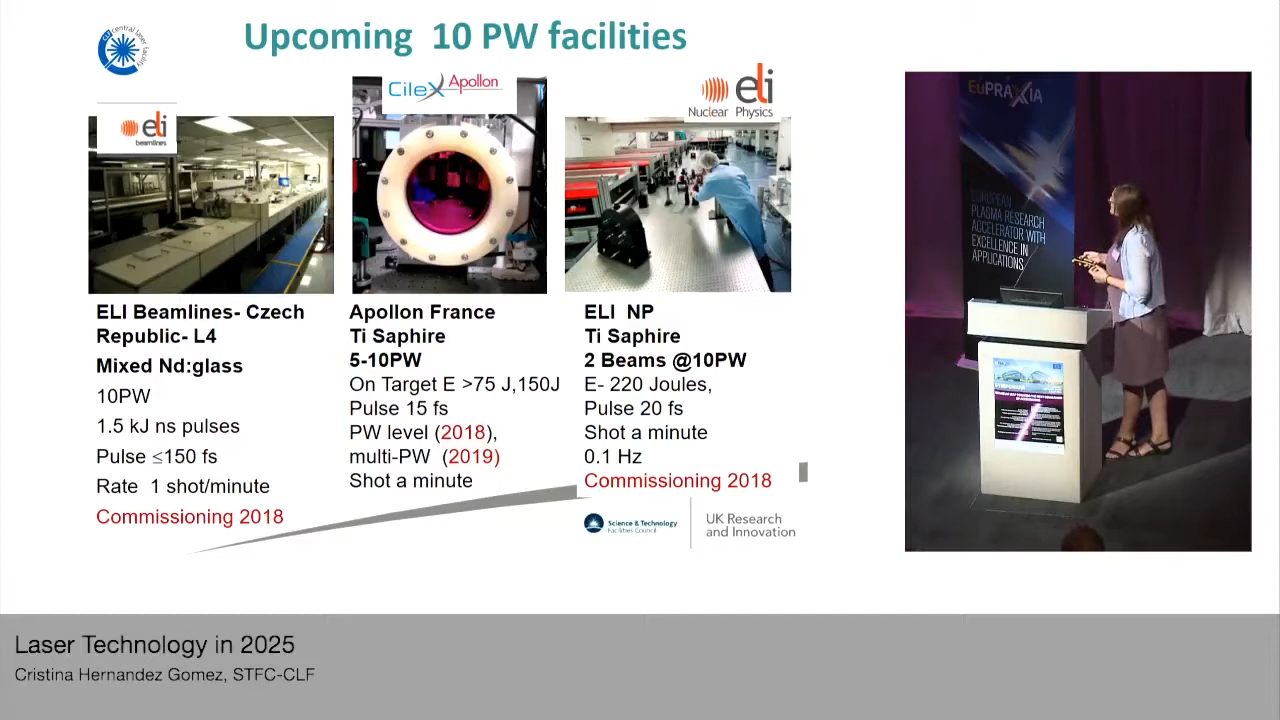 Upcoming 10 PW facilities
central laser facility
eli
beamlines
Cilex Apollon
eli
Nuclear Physics
ELI Beamlines- Czech
Republic- L4
Mixed Nd:glass
10PW
1.5 kJ ns pulses
Pulse ≤150 fs
Rate 1 shot/minute
Commissioning 2018
Apollon France
Ti Saphire
5-10PW
On Target E >75 J,150J
Pulse 15 fs
PW level (2018),
multi-PW (2019)
Shot a minute
ELI NP
Ti Saphire
2 Beams @10PW
E- 220 Joules,
Pulse 20 fs
Shot a minute
0.1 Hz
Commissioning 2018
Science & Technology
Facilities Council
UK Research
and Innovation
EuPRAXIA
EUROPEAN
PLASMA RESEARCH
ACCELERATOR WITH
EXCELLENCE IN
APPLICATIONS
SYMPOSIUM
Laser Technology in 2025
Cristina Hernandez Gomez, STFC-CLF